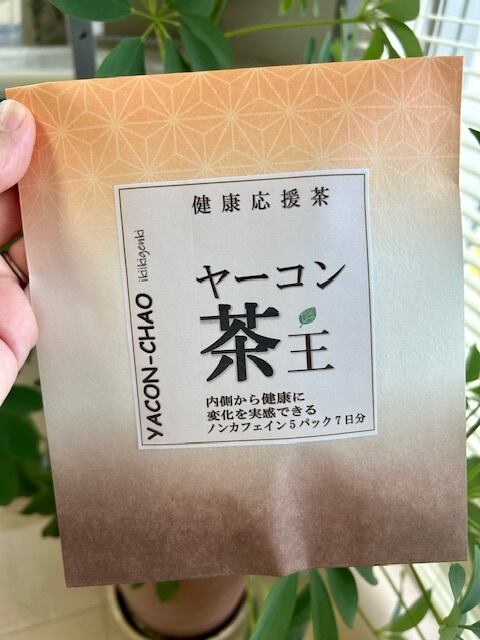 健康応援茶
ヤーコン
茶王
内側から健康に
変化を実感できる
ノンカフェイン5パック7日分
YACON-CHAO ikiikigenki